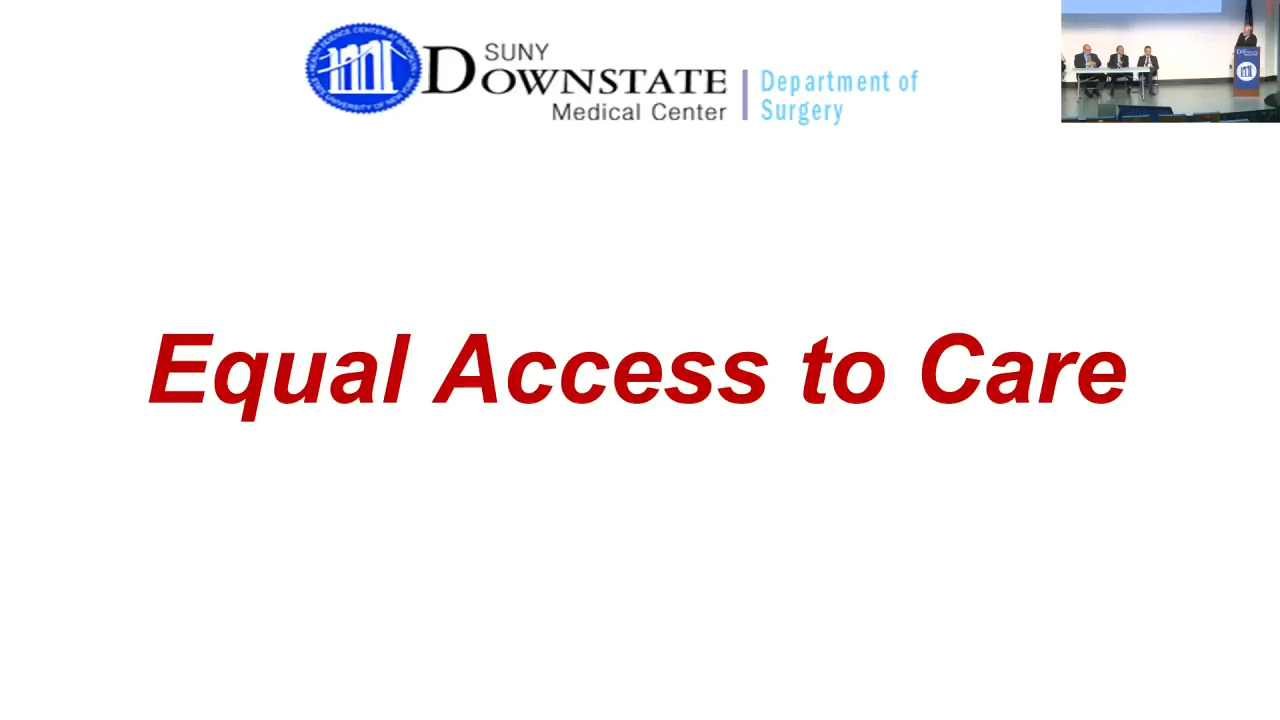 SUNY
DOWNSTATE
Medical Center
Department of
Surgery
Equal Access to Care